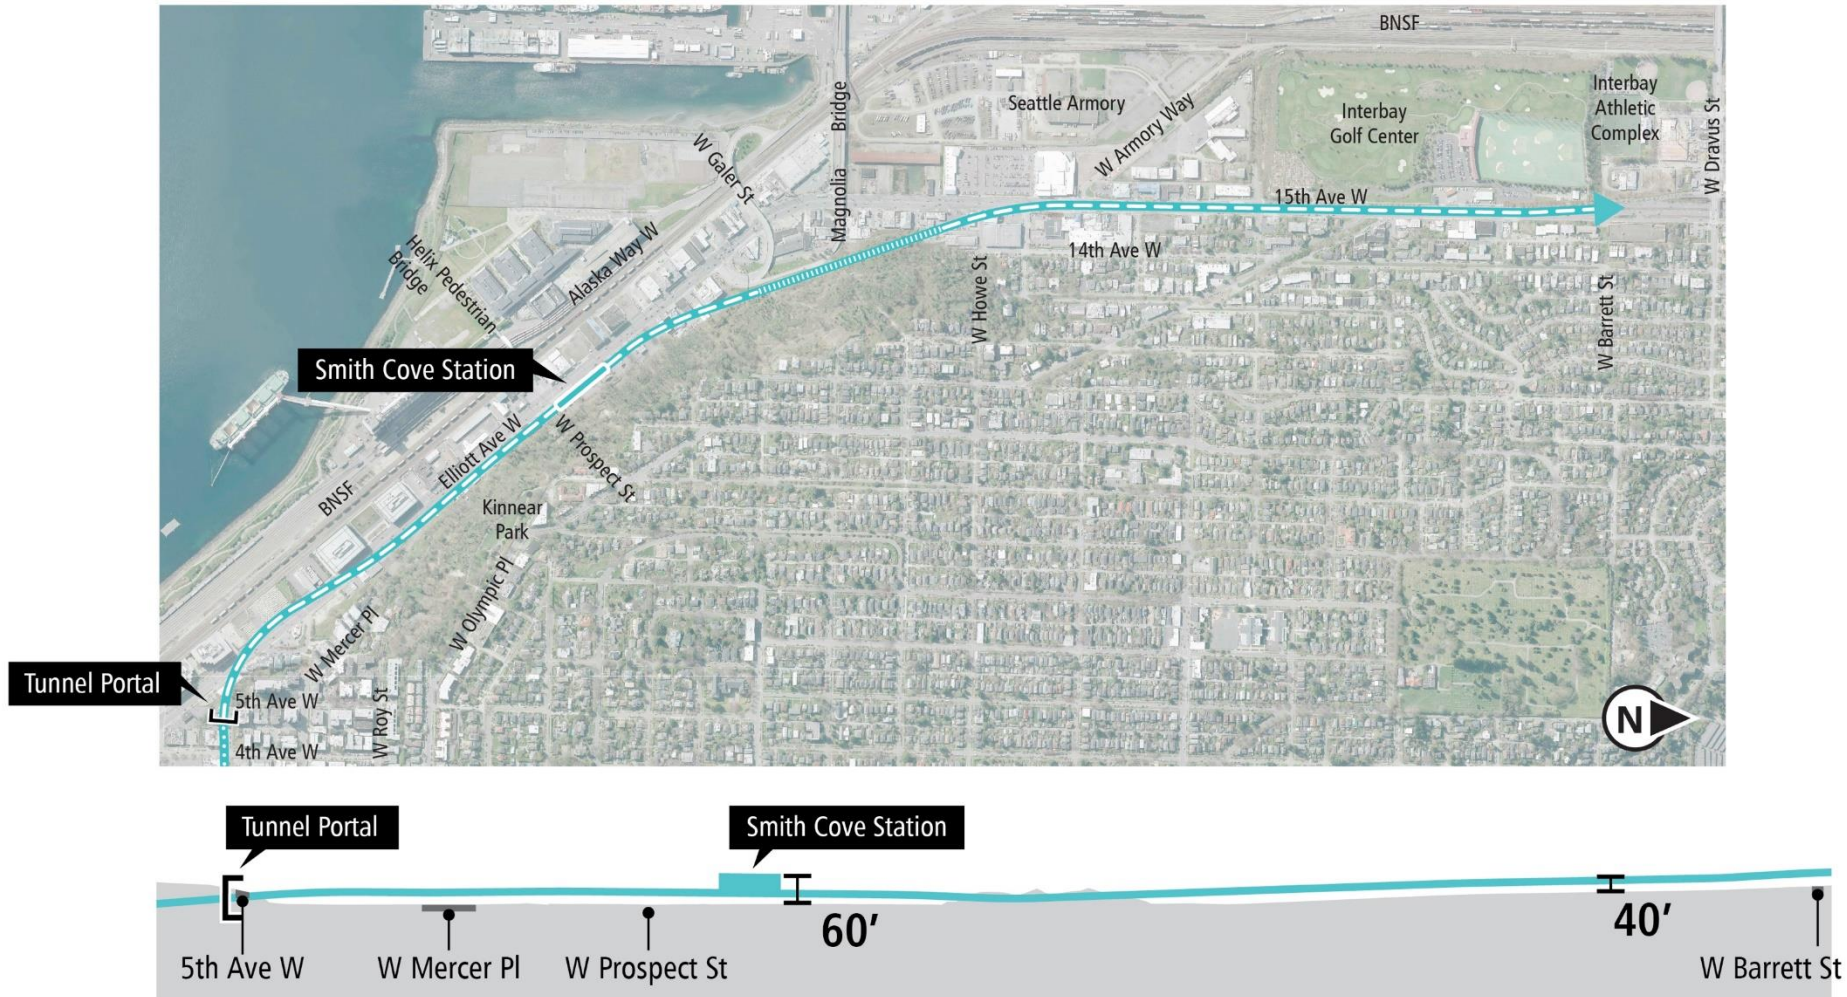 BNSF
Seattle Armory
W Armory Way
Interbay
Golf Center
Interbay
Athletic
Complex
W Dravus St
Magnolia Bridge
W Galer St
15th Ave W
14th Ave W
Helix Pedestrian
Bridge
Alaska Way W
W Howe St
W Barrett St
Smith Cove Station
Elliott Ave W
W Prospect St
BNSF
Kinnear
Park
W Olympic Pl
W Mercer Pl
Tunnel Portal
5th Ave W
W Roy St
4th Ave W
N
Tunnel Portal
Smith Cove Station
60'
40'
5th Ave W
W Mercer Pl
W Prospect St
W Barrett St